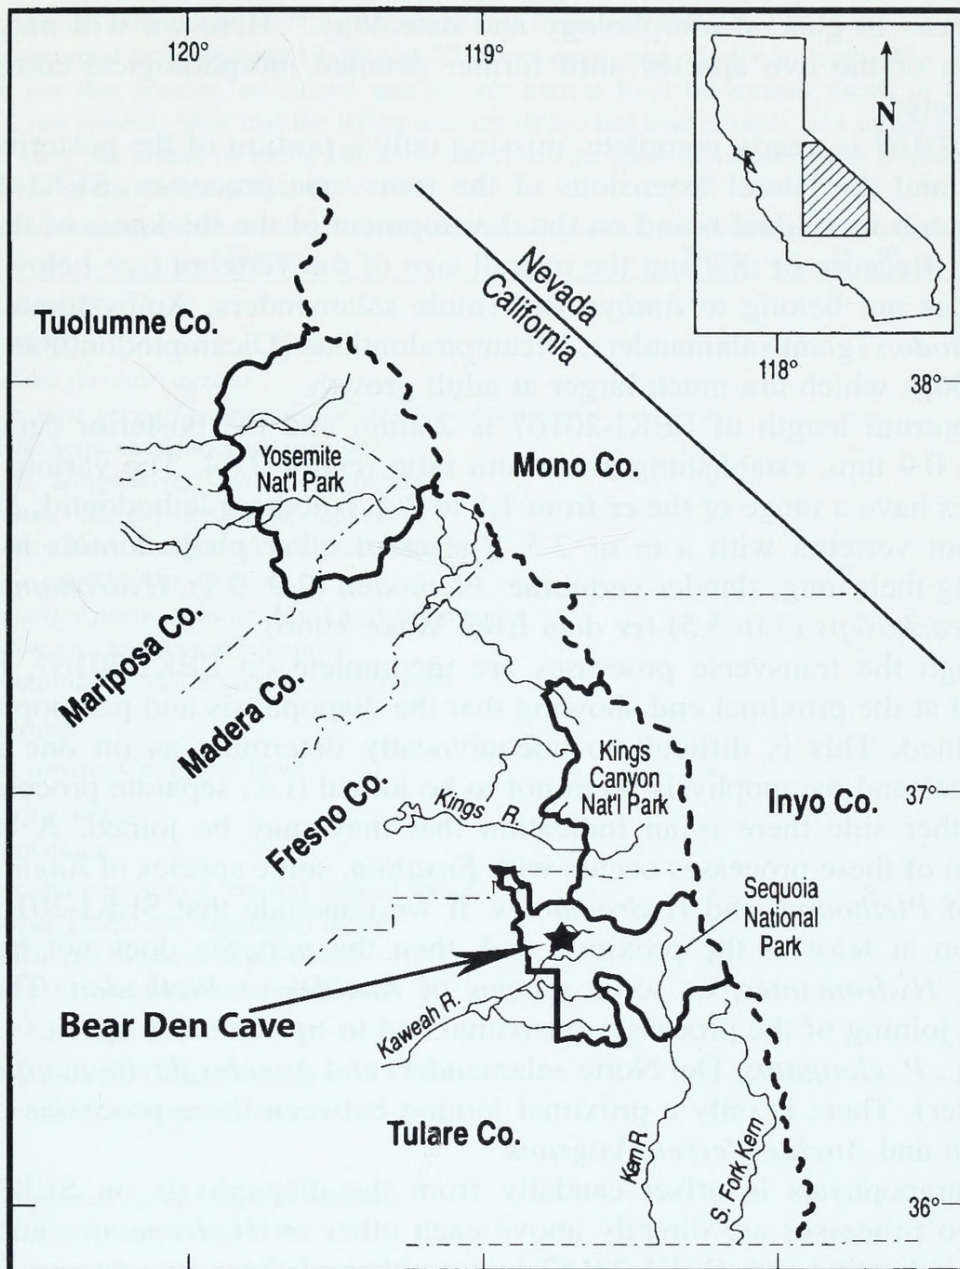 120°
119°
N
Nevada
California
118°
38°
Tuolumne Co.
Yosemite
Nat'l Park
Mono Co.
Mariposa Co.
Madera Co.
Fresno Co.
Kings R.
Kings
Canyon
Nat'l Park
Inyo Co.
37°
Sequoia
National
Park
Bear Den Cave
Kaweah R.
Tulare Co.
Kern R.
S. Fork Kern
36°